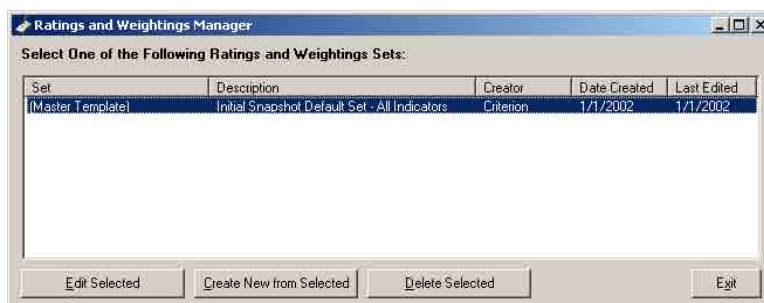 Ratings and Weightings Manager
Select One of the Following Ratings and Weightings Sets:
Set Description Creator Date Created Last Edited
(Master Template) Initial Snapshot Default Set - All Indicators Criterion 1/1/2002 1/1/2002
Edit Selected Create New from Selected Delete Selected Exit